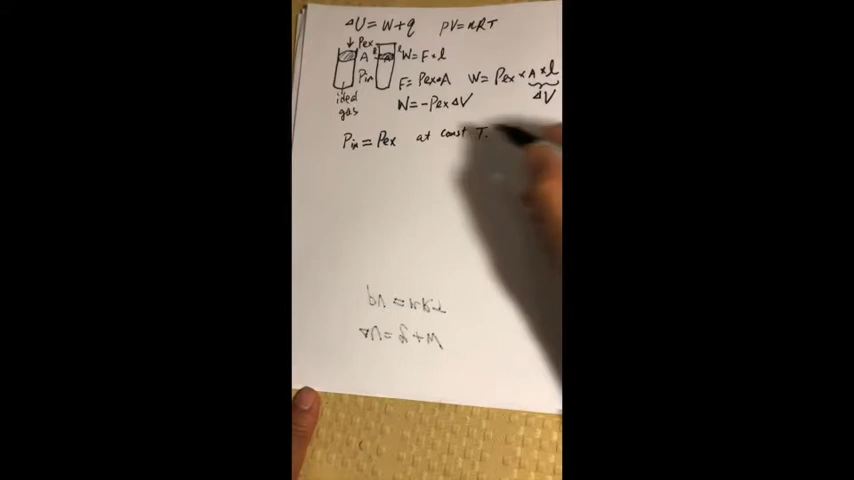 ΔU = W + q   PV = nRT
↓ Pex l W = F × l
A
Pin F = Pex × A   W = Pex × A × l
ideal ΔV
gas W = - Pex ΔV
Pin = Pex   at const T.
PV = nRT
ΔU = q + W